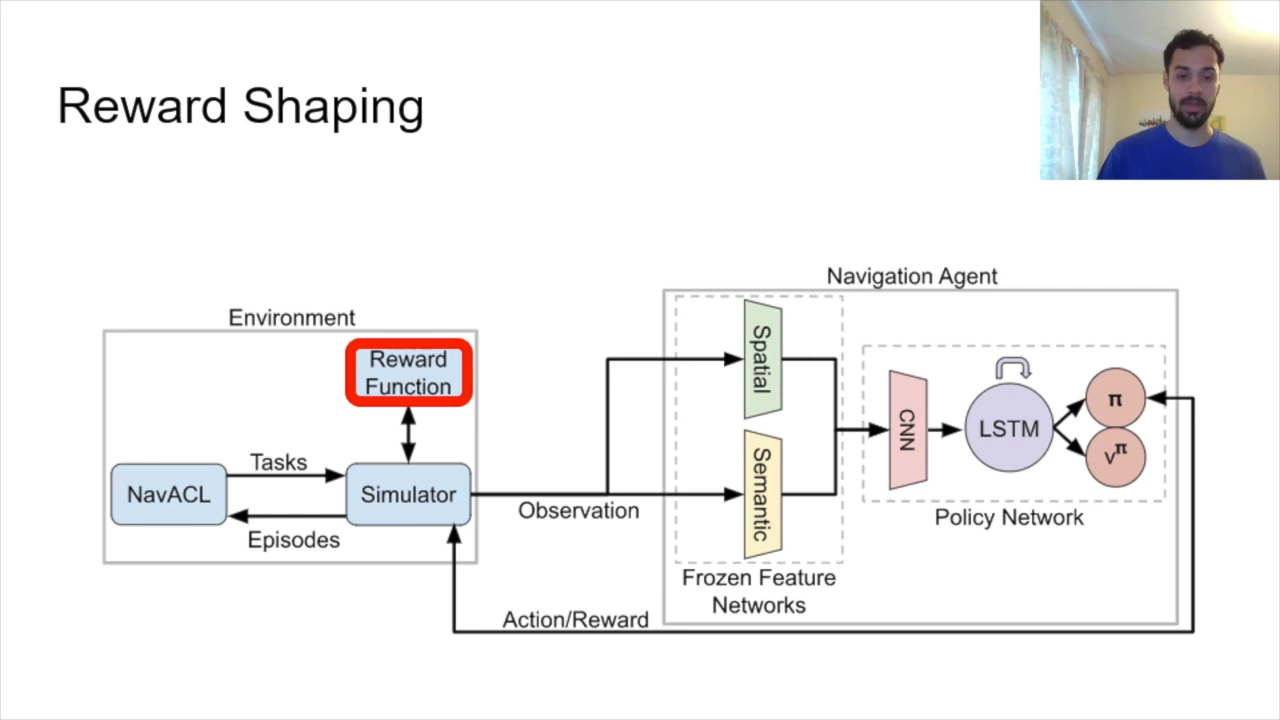 Reward Shaping
Navigation Agent
Environment
Reward
Function
Spatial
CNN
LSTM
π
Vπ
Tasks
NavACL
Simulator
Semantic
Observation
Episodes
Policy Network
Frozen Feature
Networks
Action/Reward